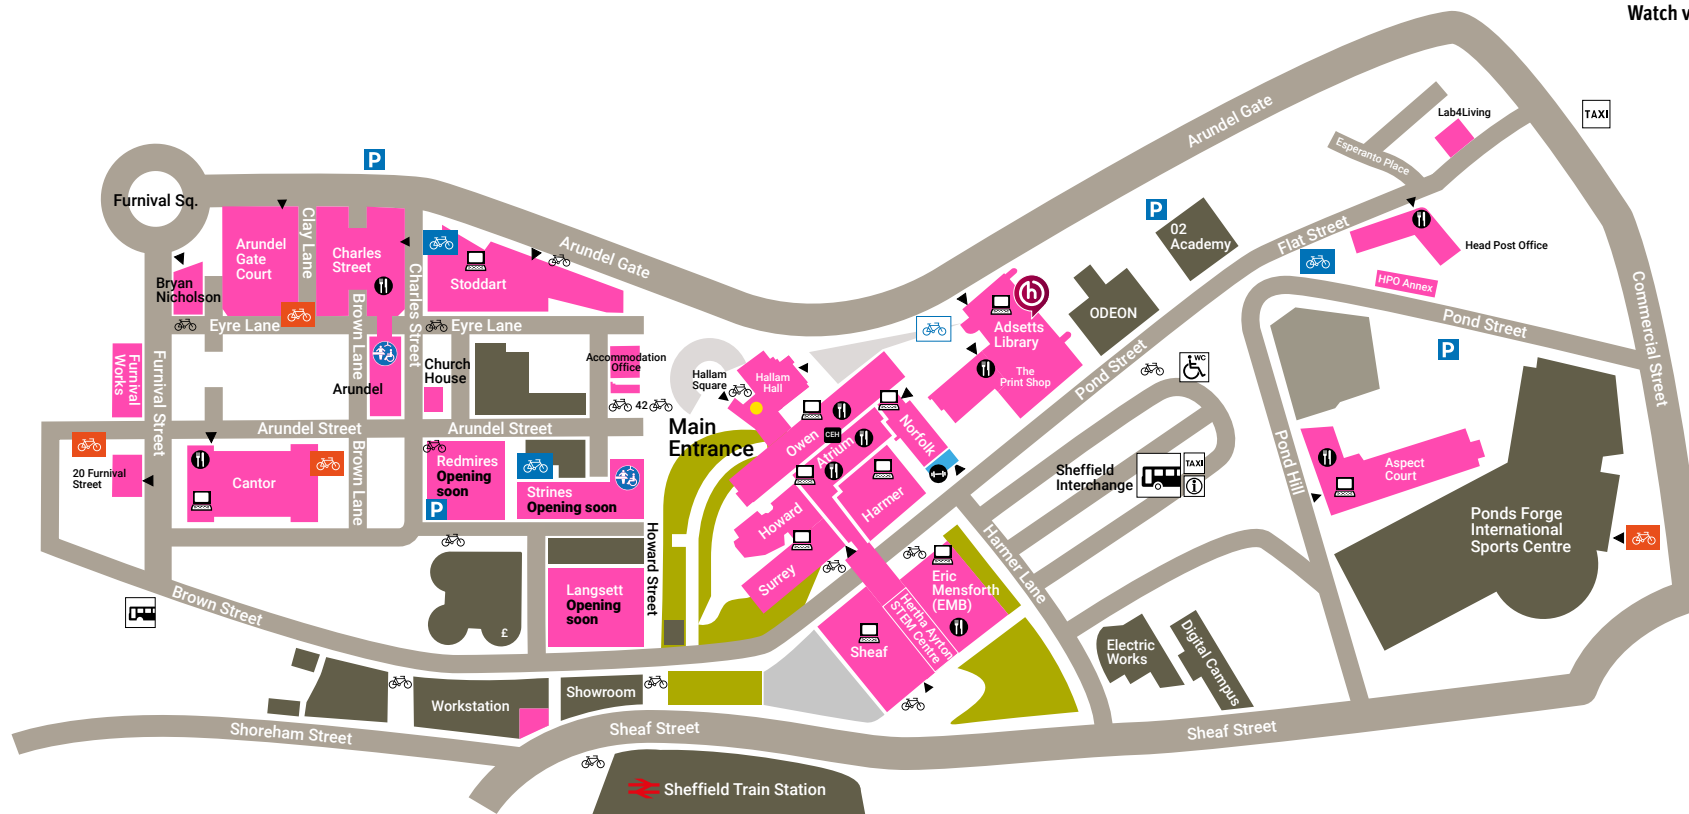 Watch v
Arundel Gate
Lab4Living
TAXI
Esperanto Place
P
Furnival Sq.
P
02
Academy
Flat Street
Head Post Office
Arundel
Gate
Court
Clay Lane
Charles
Street
Charles Street
Stoddart
Arundel Gate
h
HPO Annex
Commercial Street
Bryan
Nicholson
Eyre Lane
Brown Lane
Eyre Lane
Adsetts
Library
ODEON
Pond Street
P
Furnival
Works
Furnival Street
Arundel
Church
House
Accommodation
Office
Hallam
Square
Hallam
Hall
The
Print Shop
Pond Street
WC
42
Arundel Street
Arundel Street
Main
Entrance
Owen
CEH
Atrium
Norfolk
Pond Hill
20 Furnival
Street
Cantor
Brown Lane
Redmires
Opening
soon
P
Strines
Opening soon
Sheffield
Interchange
TAXI
i
Aspect
Court
Howard
Harmer
Ponds Forge
International
Sports Centre
Howard Street
Harmer Lane
Surrey
Eric
Mensforth
(EMB)
Hertha Ayrton
STEM Centre
Langsett
Opening
soon
£
Brown Street
Sheaf
Electric
Works
Digital Campus
Workstation
Showroom
Shoreham Street
Sheaf Street
Sheaf Street
Sheffield Train Station